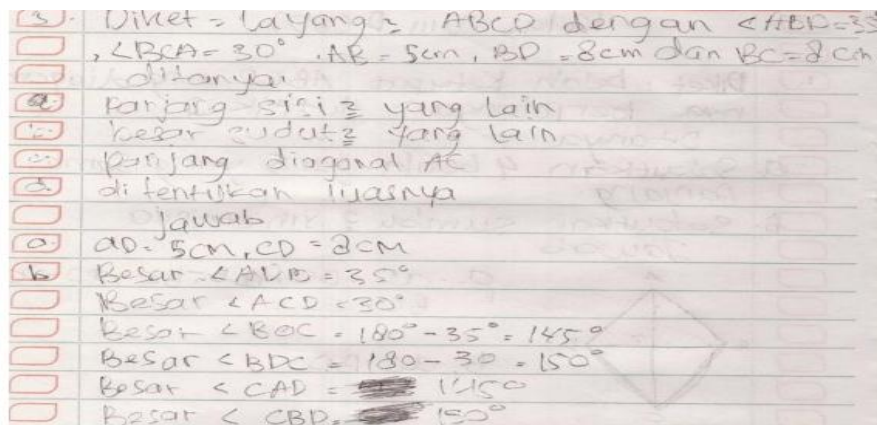 3. Diket = Layang2 ABCD dengan <ABD=35
, <BCA= 30° . AB = 5cm, BD = 8cm dan BC=8 cm
ditanya:
a. Panjang sisi2 yang lain
b. besar sudut2 yang lain
c. panjang diagonal AC
d. ditentukan luasnya
jawab
a. aD= 5cm, CD = 8cm
b Besar <ADB = 35°
Besar <ACD =30°
Besar <BOC = 180° - 35° = 145°
Besar <BDC = 180 - 30 = 150°
Besar < CAD = 145°
Besar < CBD = 150°